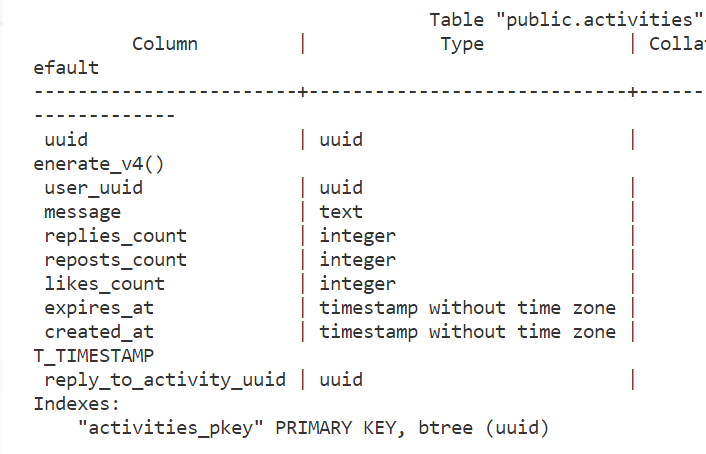 Table "public.activities"
Column | Type | Colla
efault
------------------------+-----------------------------+------
-------------
uuid | uuid |
enerate_v4()
user_uuid | uuid |
message | text |
replies_count | integer |
reposts_count | integer |
likes_count | integer |
expires_at | timestamp without time zone |
created_at | timestamp without time zone |
T_TIMESTAMP
reply_to_activity_uuid | uuid |
Indexes:
"activities_pkey" PRIMARY KEY, btree (uuid)